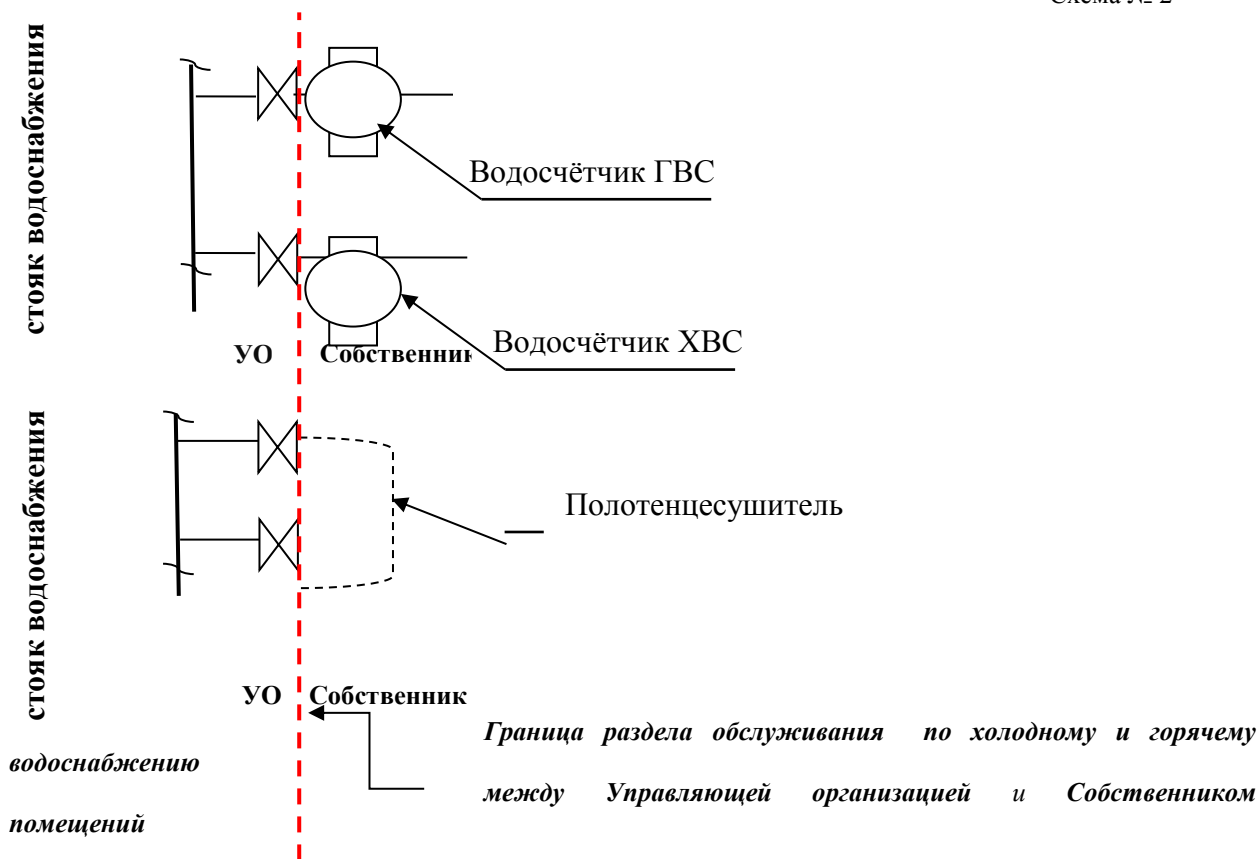 Схема № 2
стояк водоснабжения
Водосчётчик ГВС
Водосчётчик ХВС
УО Собственник
стояк водоснабжения
Полотенцесушитель
УО Собственник
Граница раздела обслуживания по холодному и горячему
водоснабжению
между Управляющей организацией и Собственником
помещений